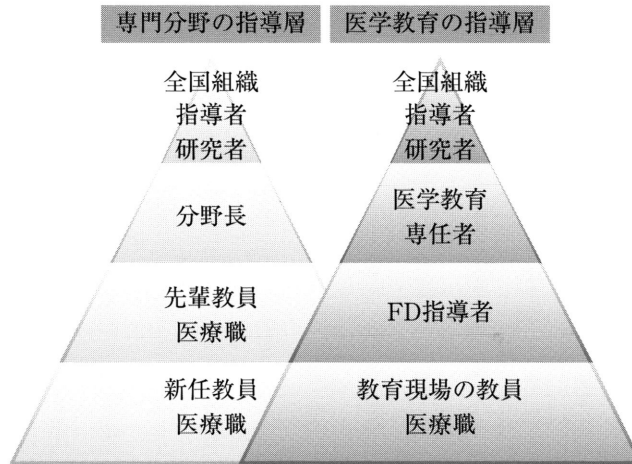 専門分野の指導層
医学教育の指導層
全国組織
指導者
研究者
分野長
先輩教員
医療職
新任教員
医療職
全国組織
指導者
研究者
医学教育
専任者
FD指導者
教育現場の教員
医療職